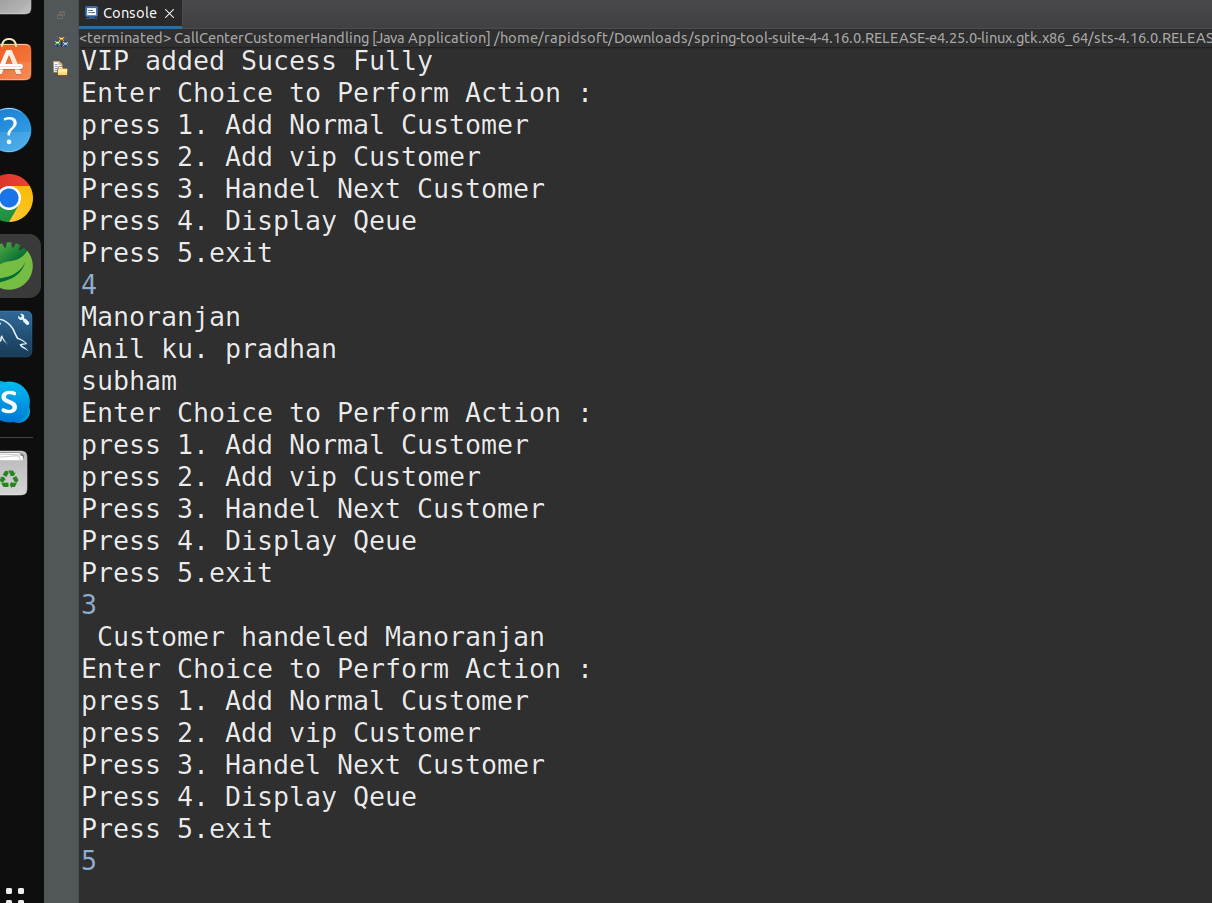 Console
<terminated> CallCenterCustomerHandling [Java Application] /home/rapidsoft/Downloads/spring-tool-suite-4-4.16.0.RELEASE-e4.25.0-linux.gtk.x86_64/sts-4.16.0.RELEAS
VIP added Sucess Fully
Enter Choice to Perform Action :
press 1. Add Normal Customer
press 2. Add vip Customer
Press 3. Handel Next Customer
Press 4. Display Qeue
Press 5.exit
4
Manoranjan
Anil ku. pradhan
subham
Enter Choice to Perform Action :
press 1. Add Normal Customer
press 2. Add vip Customer
Press 3. Handel Next Customer
Press 4. Display Qeue
Press 5.exit
3
Customer handeled Manoranjan
Enter Choice to Perform Action :
press 1. Add Normal Customer
press 2. Add vip Customer
Press 3. Handel Next Customer
Press 4. Display Qeue
Press 5.exit
5